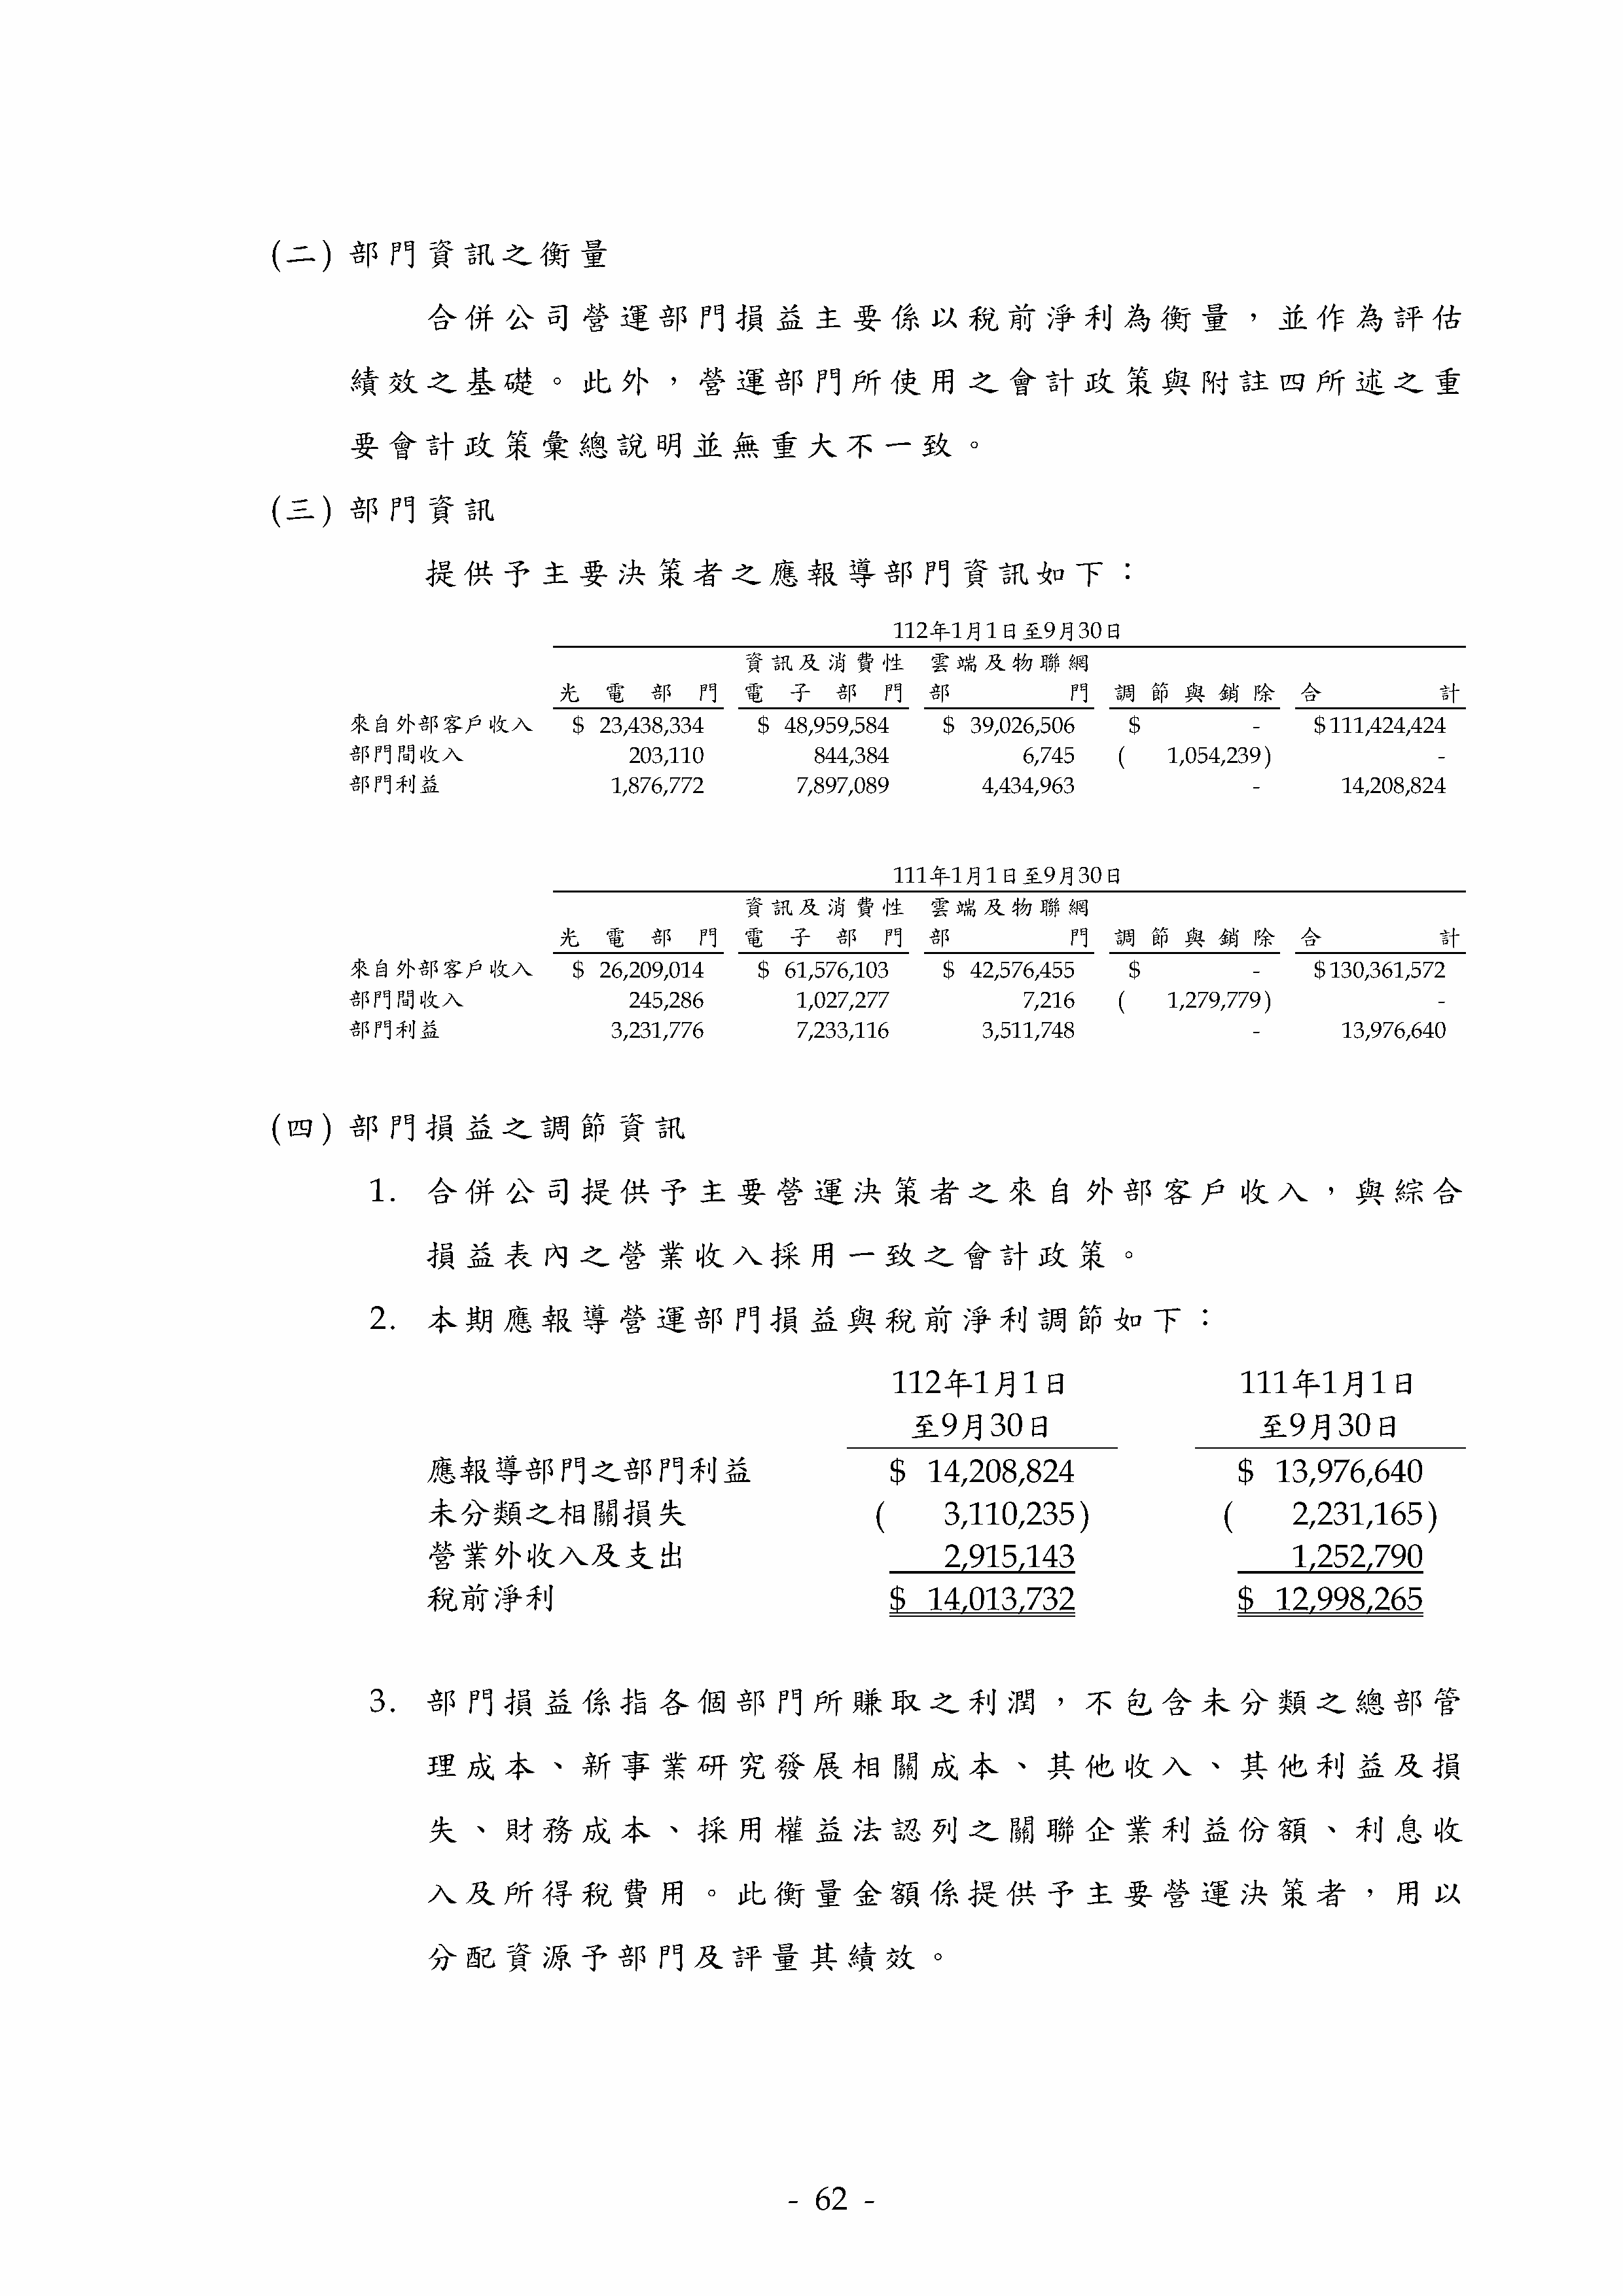 (二) 部門資訊之衡量
合併公司營運部門損益主要係以稅前淨利為衡量，並作為評估
績效之基礎。此外，營運部門所使用之會計政策與附註四所述之重
要會計政策彙總說明並無重大不一致。
(三) 部門資訊
提供予主要決策者之應報導部門資訊如下：
112年1月1日至9月30日
資訊及消費性 雲端及物聯網
光電部門 電子部門 部門 調節與銷除 合計
來自外部客戶收入 $ 23,438,334 $ 48,959,584 $ 39,026,506 $ - $111,424,424
部門間收入 203,110 844,384 6,745 ( 1,054,239) -
部門利益 1,876,772 7,897,089 4,434,963 - 14,208,824
111年1月1日至9月30日
資訊及消費性 雲端及物聯網
光電部門 電子部門 部門 調節與銷除 合計
來自外部客戶收入 $ 26,209,014 $ 61,576,103 $ 42,576,455 $ - $130,361,572
部門間收入 245,286 1,027,277 7,216 ( 1,279,779) -
部門利益 3,231,776 7,233,116 3,511,748 - 13,976,640
(四) 部門損益之調節資訊
1. 合併公司提供予主要營運決策者之來自外部客戶收入，與綜合
損益表內之營業收入採用一致之會計政策。
2. 本期應報導營運部門損益與稅前淨利調節如下：
112年1月1日 111年1月1日
至9月30日 至9月30日
應報導部門之部門利益 $ 14,208,824 $ 13,976,640
未分類之相關損失 ( 3,110,235) ( 2,231,165)
營業外收入及支出 2,915,143 1,252,790
稅前淨利 $ 14,013,732 $ 12,998,265
3. 部門損益係指各個部門所賺取之利潤，不包含未分類之總部管
理成本、新事業研究發展相關成本、其他收入、其他利益及損
失、財務成本、採用權益法認列之關聯企業利益份額、利息收
入及所得稅費用。此衡量金額係提供予主要營運決策者，用以
分配資源予部門及評量其績效。
- 62 -